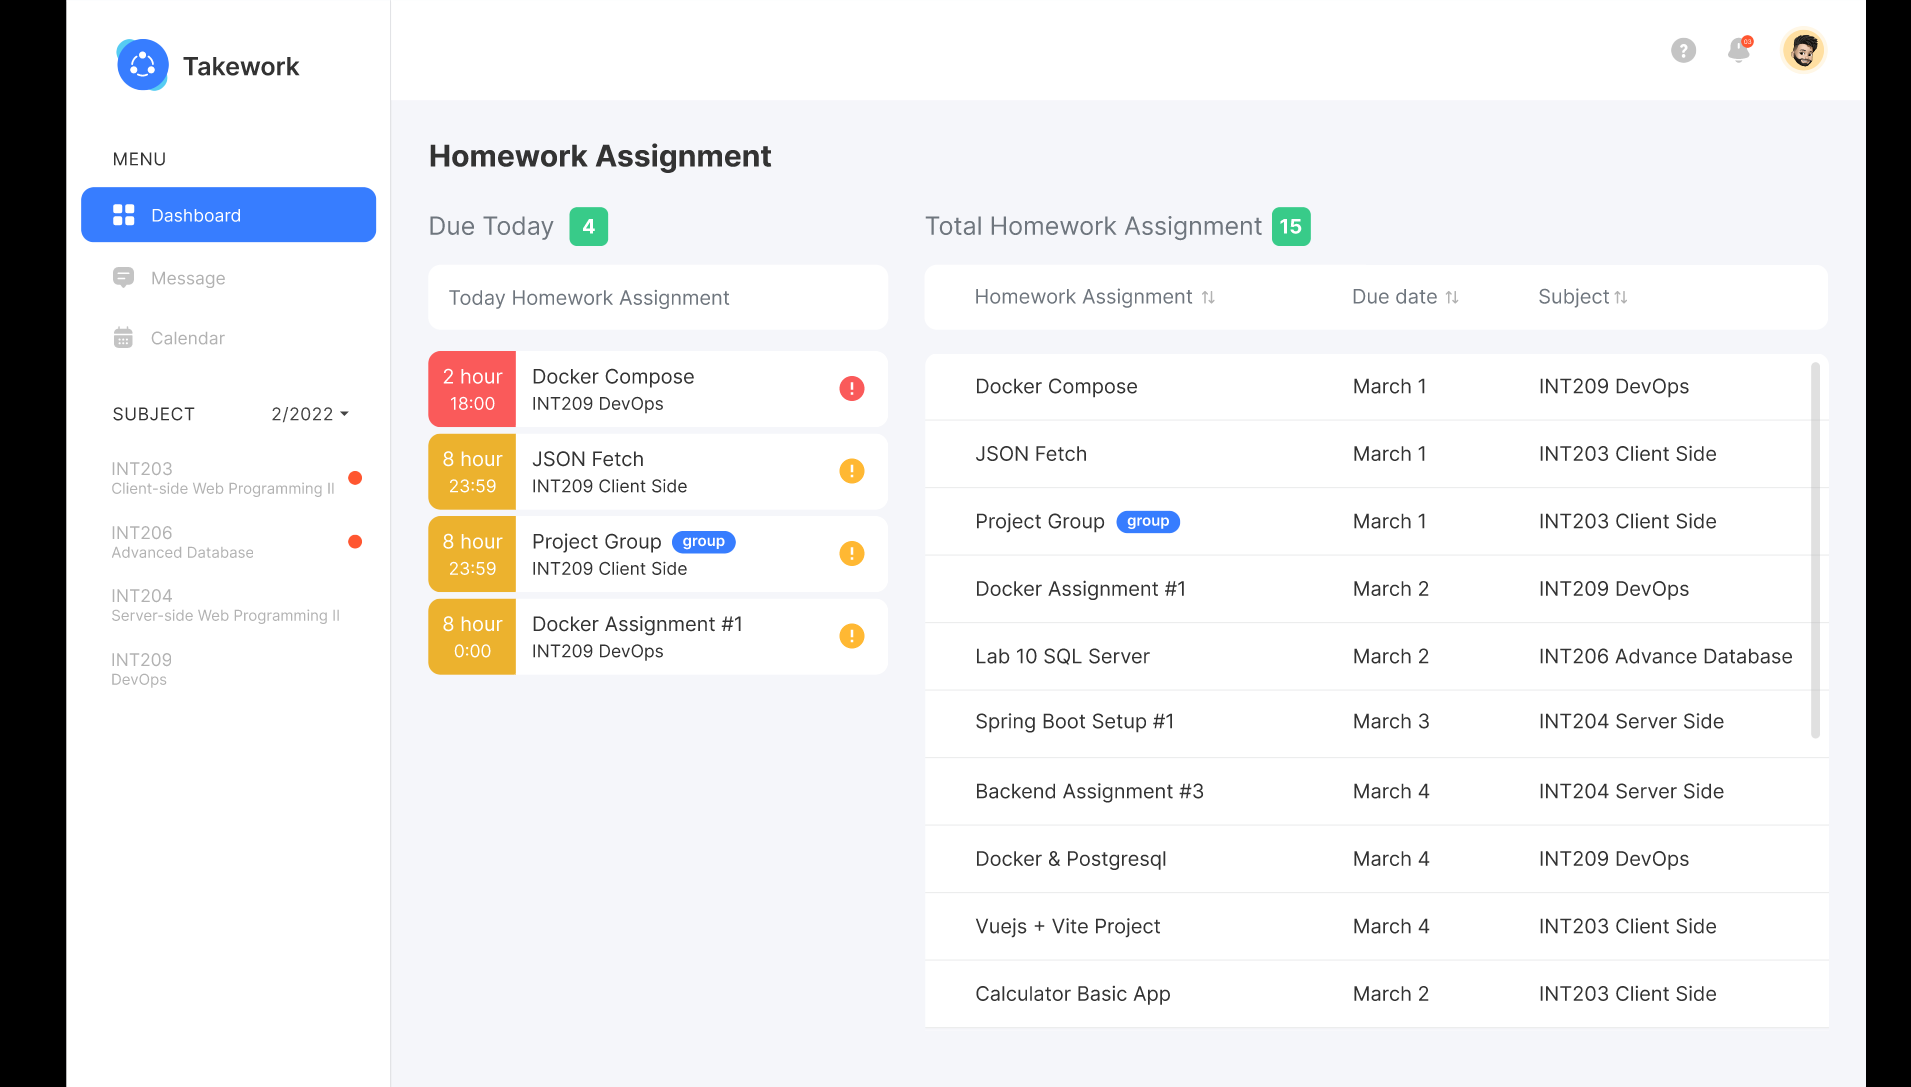 Takework
MENU
Dashboard
Message
Calendar
SUBJECT 2/2022
INT203
Client-side Web Programming II
INT206
Advanced Database
INT204
Server-side Web Programming II
INT209
DevOps
03
Homework Assignment
Due Today 4
Today Homework Assignment
2 hour
18:00
Docker Compose
INT209 DevOps
8 hour
23:59
JSON Fetch
INT209 Client Side
8 hour
23:59
Project Group group
INT209 Client Side
8 hour
0:00
Docker Assignment #1
INT209 DevOps
Total Homework Assignment 15
Homework Assignment Due date Subject
Docker Compose March 1 INT209 DevOps
JSON Fetch March 1 INT203 Client Side
Project Group group March 1 INT203 Client Side
Docker Assignment #1 March 2 INT209 DevOps
Lab 10 SQL Server March 2 INT206 Advance Database
Spring Boot Setup #1 March 3 INT204 Server Side
Backend Assignment #3 March 4 INT204 Server Side
Docker & Postgresql March 4 INT209 DevOps
Vuejs + Vite Project March 4 INT203 Client Side
Calculator Basic App March 2 INT203 Client Side